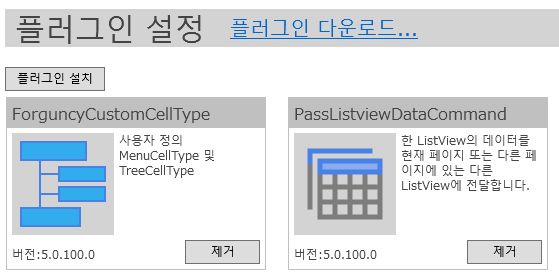 플러그인 설정 플러그인 다운로드...
플러그인 설치
ForguncyCustomCellType
사용자 정의
MenuCellType 및
TreeCellType
버전:5.0.100.0
제거
PassListviewDataCommand
한 ListView의 데이터를
현재 페이지 또는 다른 페
이지에 있는 다른
ListView에 전달합니다.
버전:5.0.100.0
제거